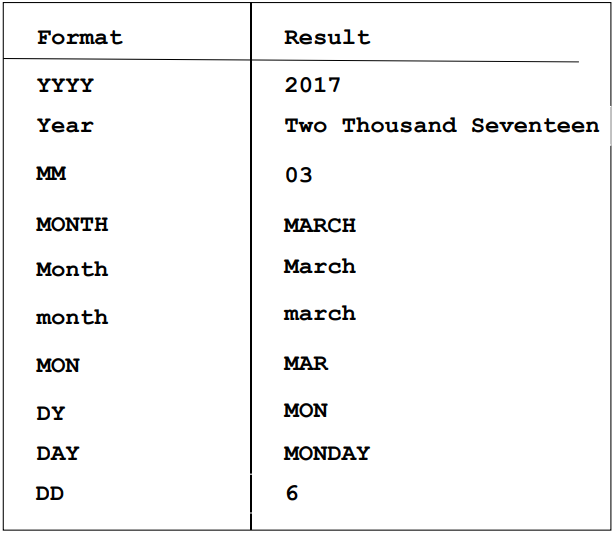 Format Result
YYYY 2017
Year Two Thousand Seventeen
MM 03
MONTH MARCH
Month March
month march
MON MAR
DY MON
DAY MONDAY
DD 6